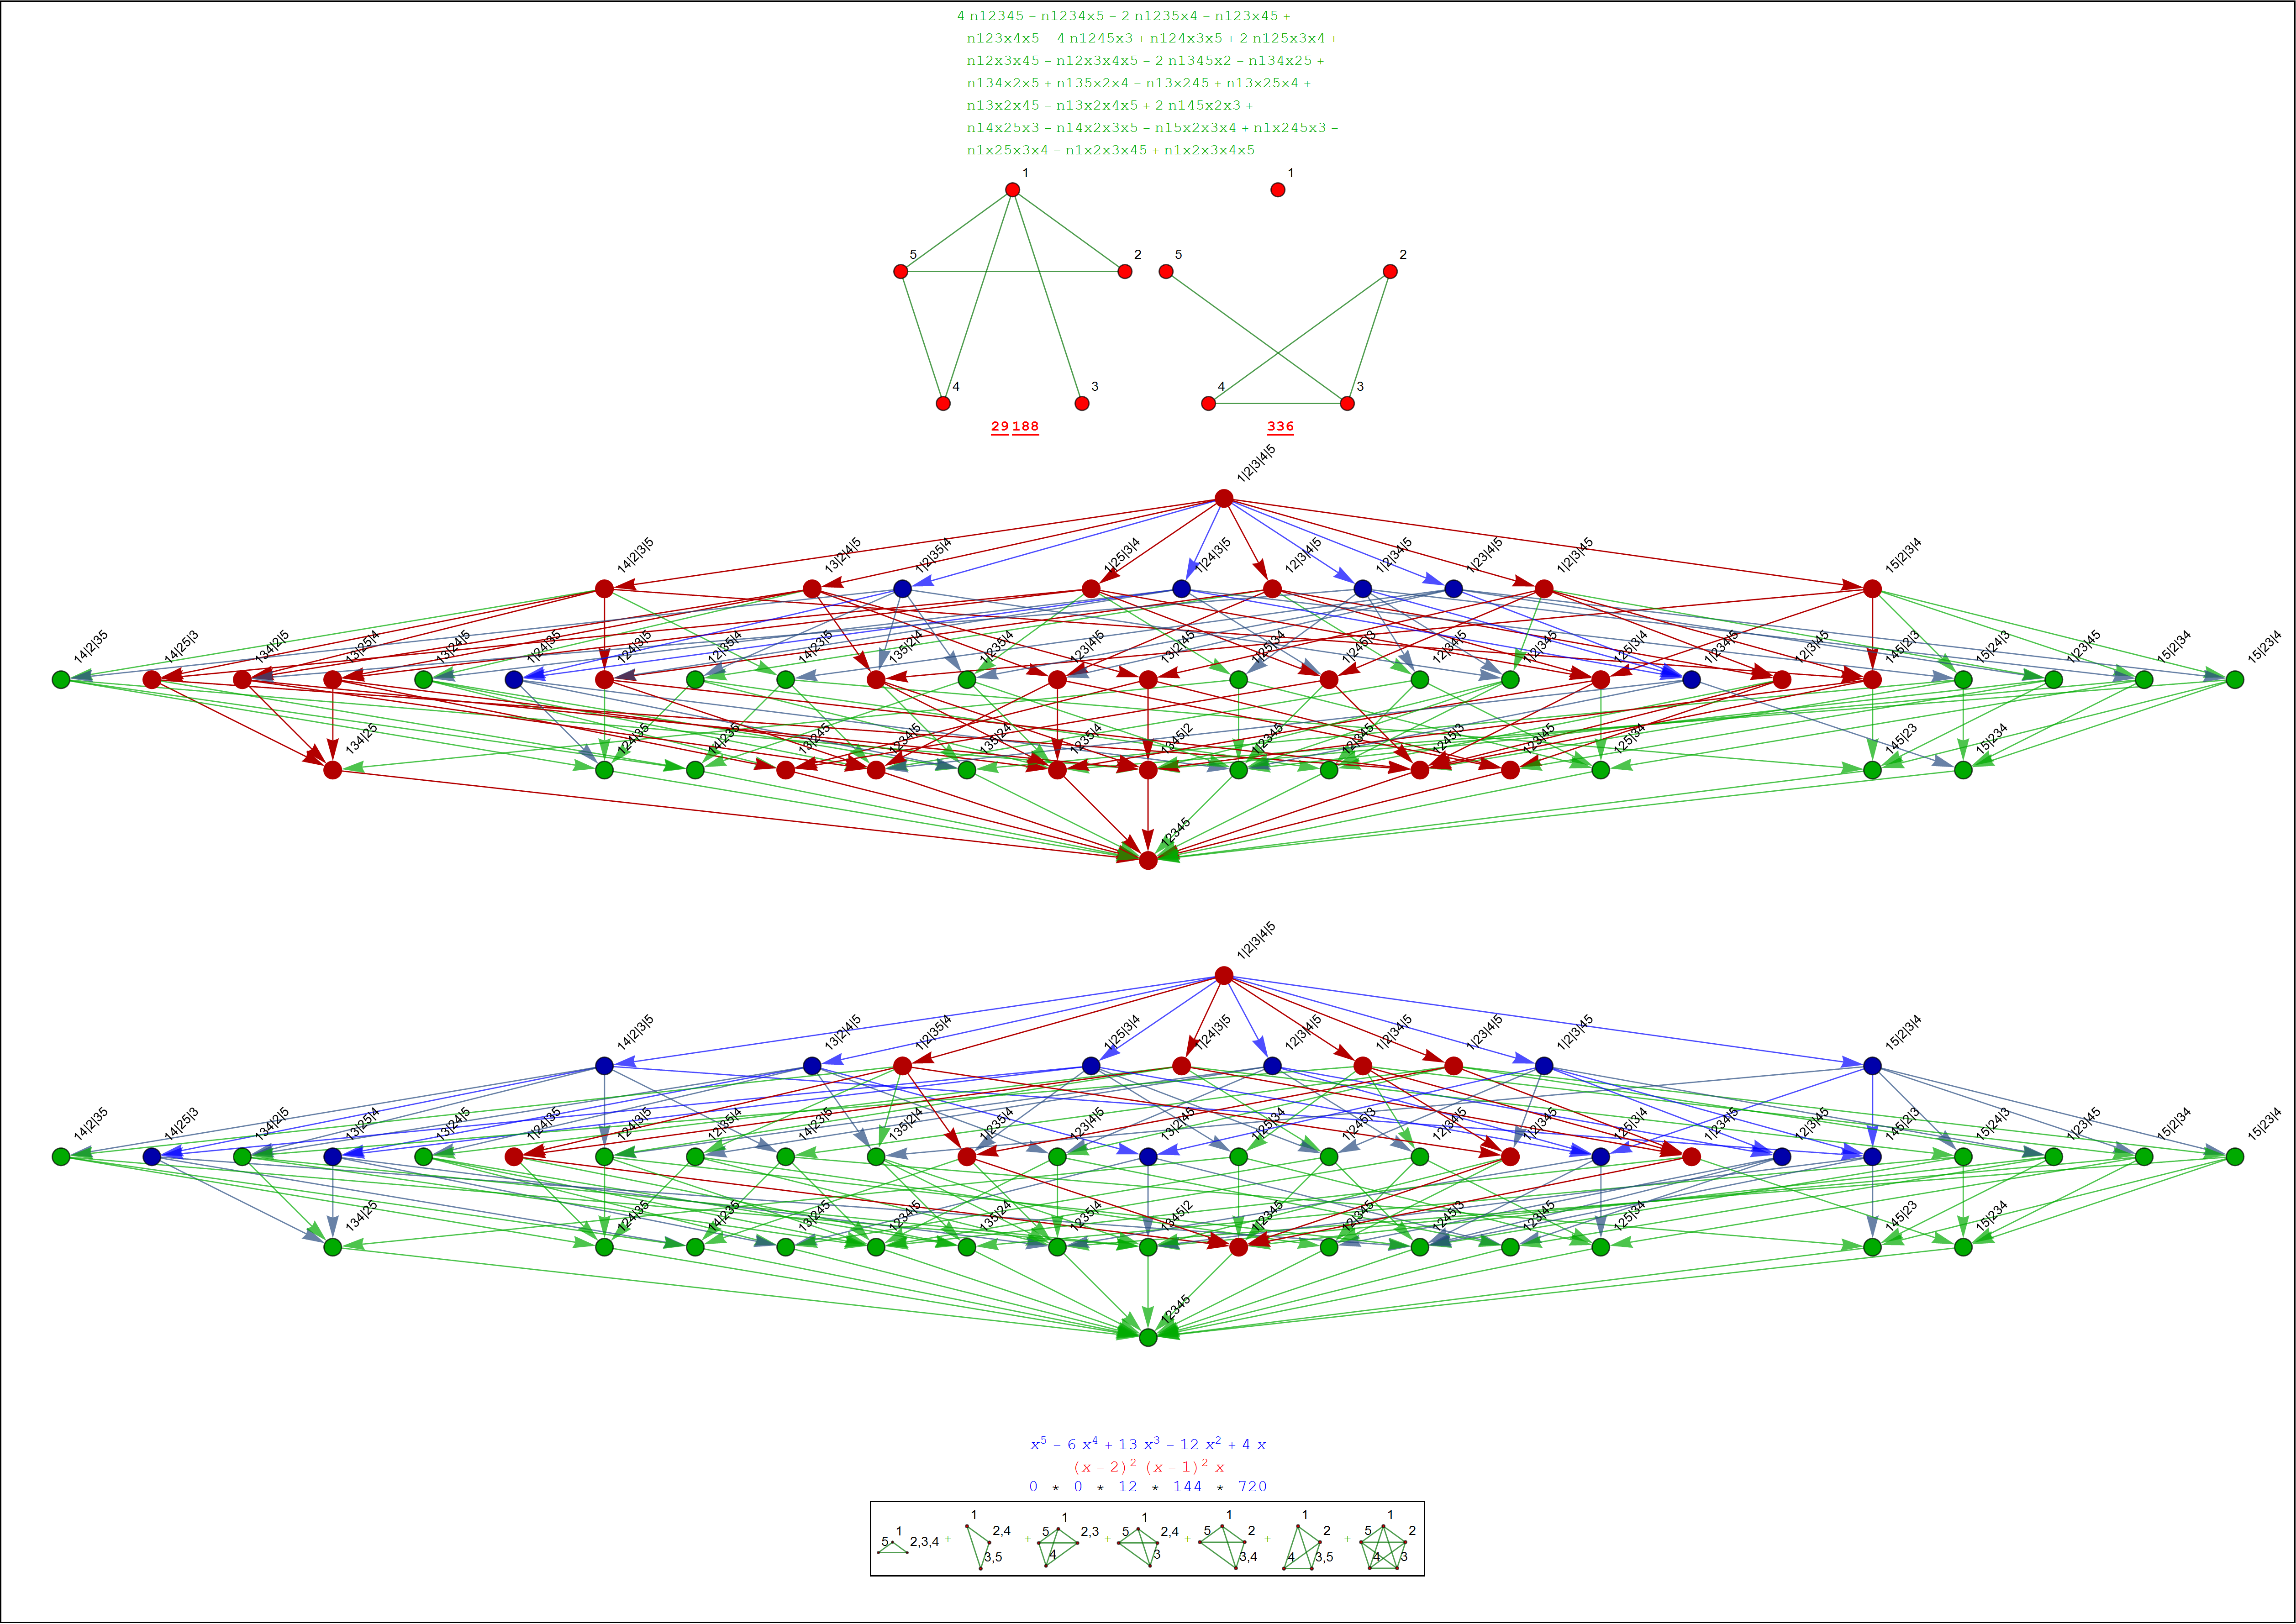 4 n12345 – n1234x5 – 2 n1235x4 – n123x45 +
n123x4x5 – 4 n1245x3 + n124x3x5 + 2 n125x3x4 +
n12x3x45 – n12x3x4x5 – 2 n1345x2 – n134x25 +
n134x2x5 + n135x2x4 – n13x245 + n13x25x4 +
n13x2x45 – n13x2x4x5 + 2 n145x2x3 +
n14x25x3 – n14x2x3x5 – n15x2x3x4 + n1x245x3 –
n1x25x3x4 – n1x2x3x45 + n1x2x3x4x5
1 1
5 2 5 2
4 3 4 3
29 188 336
1|2|3|4|5
14|2|3|5 13|2|4|5 1|2|35|4 1|25|3|4 1|24|3|5 12|3|4|5 1|2|34|5 1|23|4|5 1|2|3|45 15|2|3|4
14|2|35 14|25|3 134|2|5 13|25|4 13|24|5 1|24|35 124|3|5 12|35|4 14|23|5 135|2|4 1|235|4 123|4|5 13|2|45 1|25|34 1|245|3 12|34|5 1|2|345 125|3|4 1|234|5 12|3|45 145|2|3 15|24|3 1|23|45 15|2|34 15|23|4
134|25 124|35 14|235 13|245 1234|5 135|24 1235|4 1345|2 1|2345 12|345 1245|3 123|45 125|34 145|23 15|234
12345
1|2|3|4|5
14|2|3|5 13|2|4|5 1|2|35|4 1|25|3|4 1|24|3|5 12|3|4|5 1|2|34|5 1|23|4|5 1|2|3|45 15|2|3|4
14|2|35 14|25|3 134|2|5 13|25|4 13|24|5 1|24|35 124|3|5 12|35|4 14|23|5 135|2|4 1|235|4 123|4|5 13|2|45 1|25|34 1|245|3 12|34|5 1|2|345 125|3|4 1|234|5 12|3|45 145|2|3 15|24|3 1|23|45 15|2|34 15|23|4
134|25 124|35 14|235 13|245 1234|5 135|24 1235|4 1345|2 1|2345 12|345 1245|3 123|45 125|34 145|23 15|234
12345
x⁵ – 6 x⁴ + 13 x³ – 12 x² + 4 x
(x – 2)² (x – 1)² x
0 * 0 * 12 * 144 * 720
1 5 2,3,4 + 1 2,4 3,5 + 1 5 2,3 4 + 1 5 2,4 3 + 1 5 2 3,4 + 1 2 4 3,5 + 1 5 2 4 3